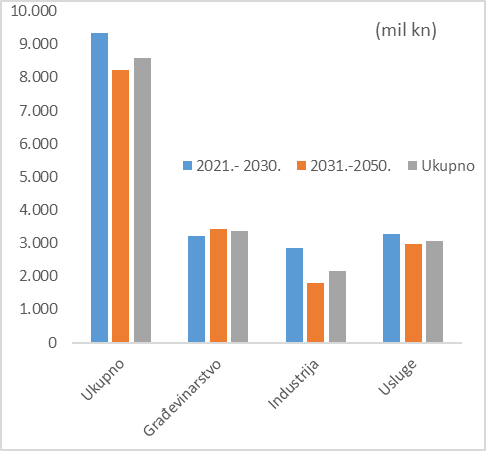 (mil kn)
10.000
9.000
8.000
7.000
6.000
5.000
4.000
3.000
2.000
1.000
0
2021.- 2030. 2031.-2050. Ukupno
Ukupno
Građevinarstvo
Industrija
Usluge